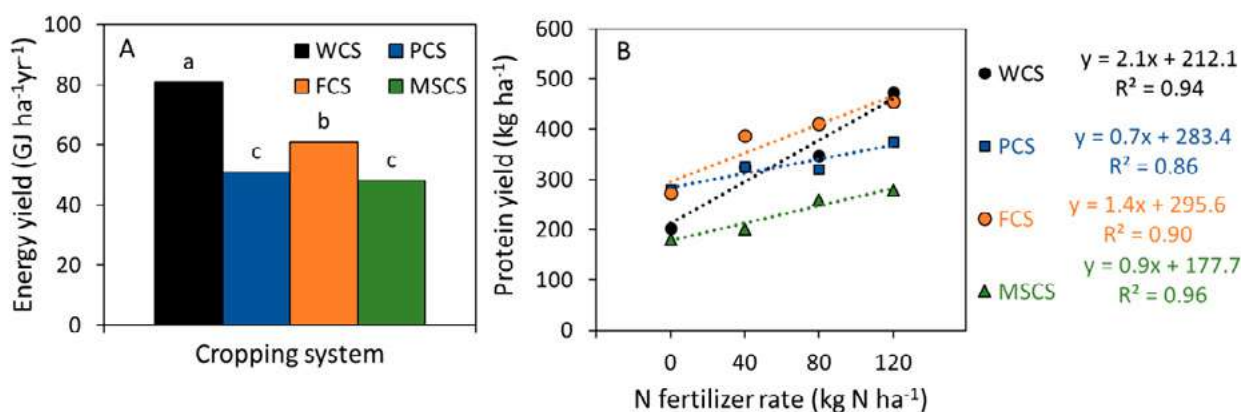 A
WCS PCS
FCS MSCS
a
c
b
c
100
80
60
40
20
0
Energy yield (GJ ha⁻¹yr⁻¹)
Cropping system
B
600
500
400
300
200
100
0
Protein yield (kg ha⁻¹)
0 40 80 120
N fertilizer rate (kg N ha⁻¹)
WCS y = 2.1x + 212.1
R² = 0.94
PCS y = 0.7x + 283.4
R² = 0.86
FCS y = 1.4x + 295.6
R² = 0.90
MSCS y = 0.9x + 177.7
R² = 0.96